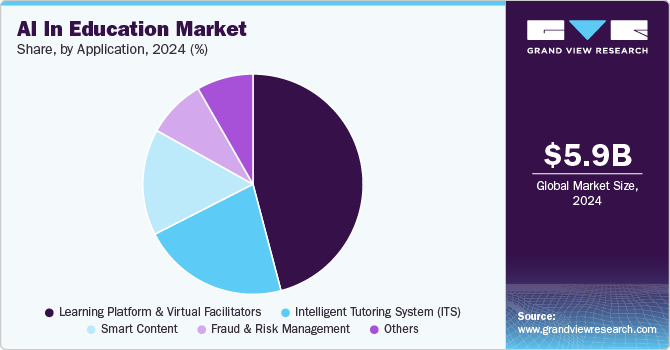 AI In Education Market
Share, by Application, 2024 (%)
GRAND VIEW RESEARCH
$5.9B
Global Market Size,
2024
Learning Platform & Virtual Facilitators
Intelligent Tutoring System (ITS)
Smart Content
Fraud & Risk Management
Others
Source:
www.grandviewresearch.com